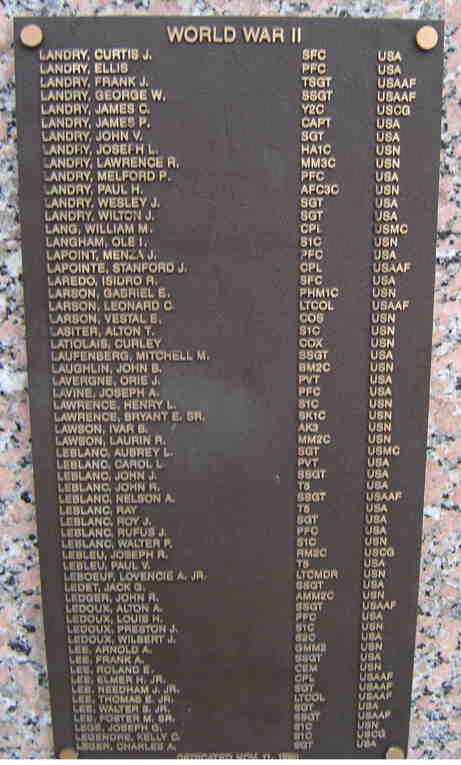 WORLD WAR II
LANDRY, CURTIS J. SFC USA
LANDRY, ELLIS PFC USA
LANDRY, FRANK J. TSGT USAAF
LANDRY, GEORGE W. SSGT USAAF
LANDRY, JAMES C. Y2C USCG
LANDRY, JAMES P. CAPT USA
LANDRY, JOHN V. SGT USA
LANDRY, JOSEPH L. HA1C USN
LANDRY, LAWRENCE R. MM3C USN
LANDRY, MELFORD P. PFC USA
LANDRY, PAUL H. AFC3C USN
LANDRY, WESLEY J. SGT USA
LANDRY, WILTON J. SGT USA
LANG, WILLIAM M. CPL USMC
LANGHAM, OLE I. S1C USN
LAPOINT, MENZA J. PFC USA
LAPOINTE, STANFORD J. CPL USAAF
LAREDO, ISIDRO R. SFC USA
LARSON, GABRIEL E. PHM1C USN
LARSON, LEONARD C. LTCOL USAAF
LARSON, VESTAL E. COS USN
LASITER, ALTON T. S1C USN
LATIOLAIS, CURLEY COX USN
LAUFENBERG, MITCHELL M. SSGT USA
LAUGHLIN, JOHN B. BM2C USN
LAVERGNE, ORIE J. PVT USA
LAVINE, JOSEPH A. PFC USA
LAWRENCE, HENRY L. S1C USN
LAWRENCE, BRYANT E. SR. SK1C USN
LAWSON, IVAR B. AK3 USN
LAWSON, LAURIN R. MM2C USN
LEBLANC, AUBREY L. SGT USMC
LEBLANC, CAROL L. PVT USA
LEBLANC, JOHN J. SSGT USA
LEBLANC, JOHN R. T5 USA
LEBLANC, NELSON A. SSGT USAAF
LEBLANC, RAY T5 USA
LEBLANC, ROY J. SGT USA
LEBLANC, RUFUS J. PFC USA
LEBLANC, WALTER P. S1C USN
LEBLEU, JOSEPH R. RM2C USCG
LEBLEU, PAUL V. T5 USA
LEBOEUF, LOVENCIE A. JR. LTCMDR USN
LEDET, JACK G. SSGT USA
LEDGER, JOHN R. AMM2C USN
LEDOUX, ALTON A. SSGT USAAF
LEDOUX, LOUIS H. PFC USA
LEDOUX, PRESTON J. S1C USN
LEDOUX, WILBERT J. S2C USA
LEE, ARNOLD A. GMM2 USN
LEE, FRANK A. SSGT USA
LEE, ROLAND E. CEM USN
LEE, ELMER H. JR. CPL USAAF
LEE, NEEDHAM J. JR. SGT USAAF
LEE, THOMAS E. JR. LTCOL USAAF
LEE, WALTER S. JR. SGT USA
LEE, FOSTER M. SR. SSGT USAAF
LEGE, JOSEPH G. S1C USN
LEGENDRE, KELLY C. S1C USCG
LEGER, CHARLES A. SGT USA
DEDICATED NOV. 11,